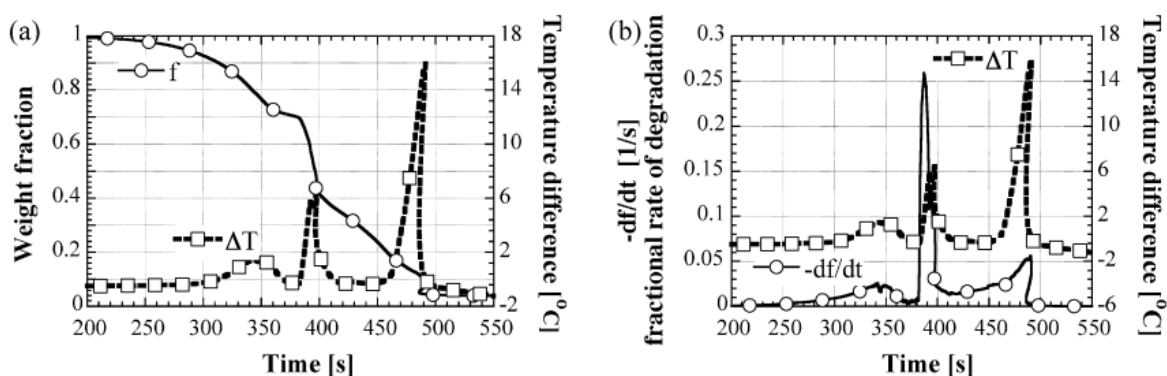 (a)
Weight fraction
1
0.8
0.6
0.4
0.2
0
f
ΔT
18
14
10
6
2
-2
Temperature difference [°C]
200 250 300 350 400 450 500 550
Time [s]
(b)
-df/dt [1/s]
fractional rate of degradation
0.3
0.25
0.2
0.15
0.1
0.05
0
ΔT
-df/dt
18
14
10
6
2
-2
-6
Temperature difference [°C]
200 250 300 350 400 450 500 550
Time [s]